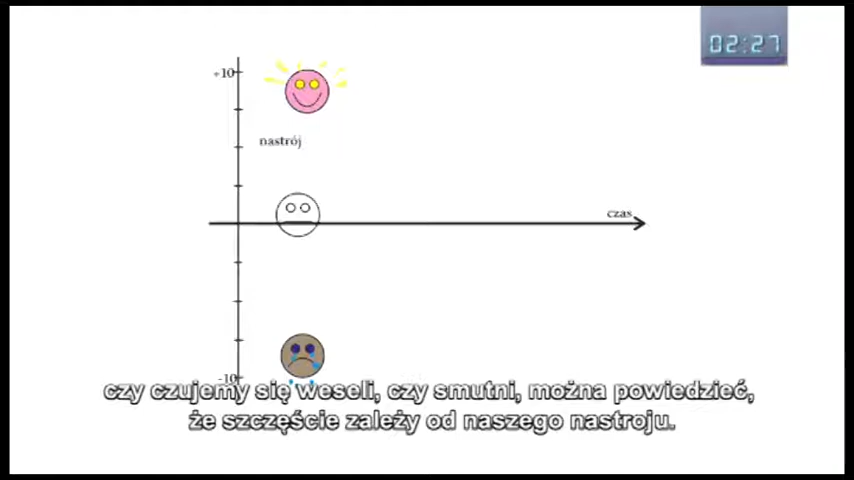 02:27
+10
nastrój
czas
-10
czy czujemy się weseli, czy smutni, można powiedzieć,
że szczęście zależy od naszego nastroju.